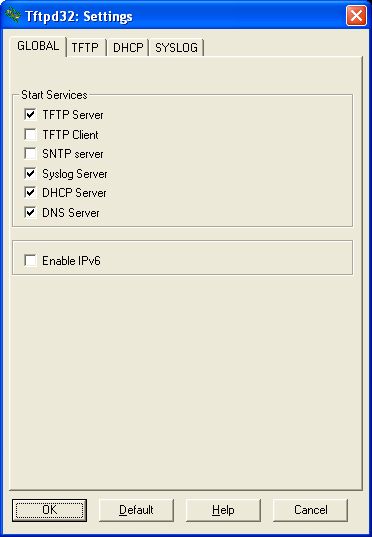 Tftpd32: Settings
GLOBAL TFTP DHCP SYSLOG
Start Services
TFTP Server
TFTP Client
SNTP server
Syslog Server
DHCP Server
DNS Server
Enable IPv6
OK Default Help Cancel